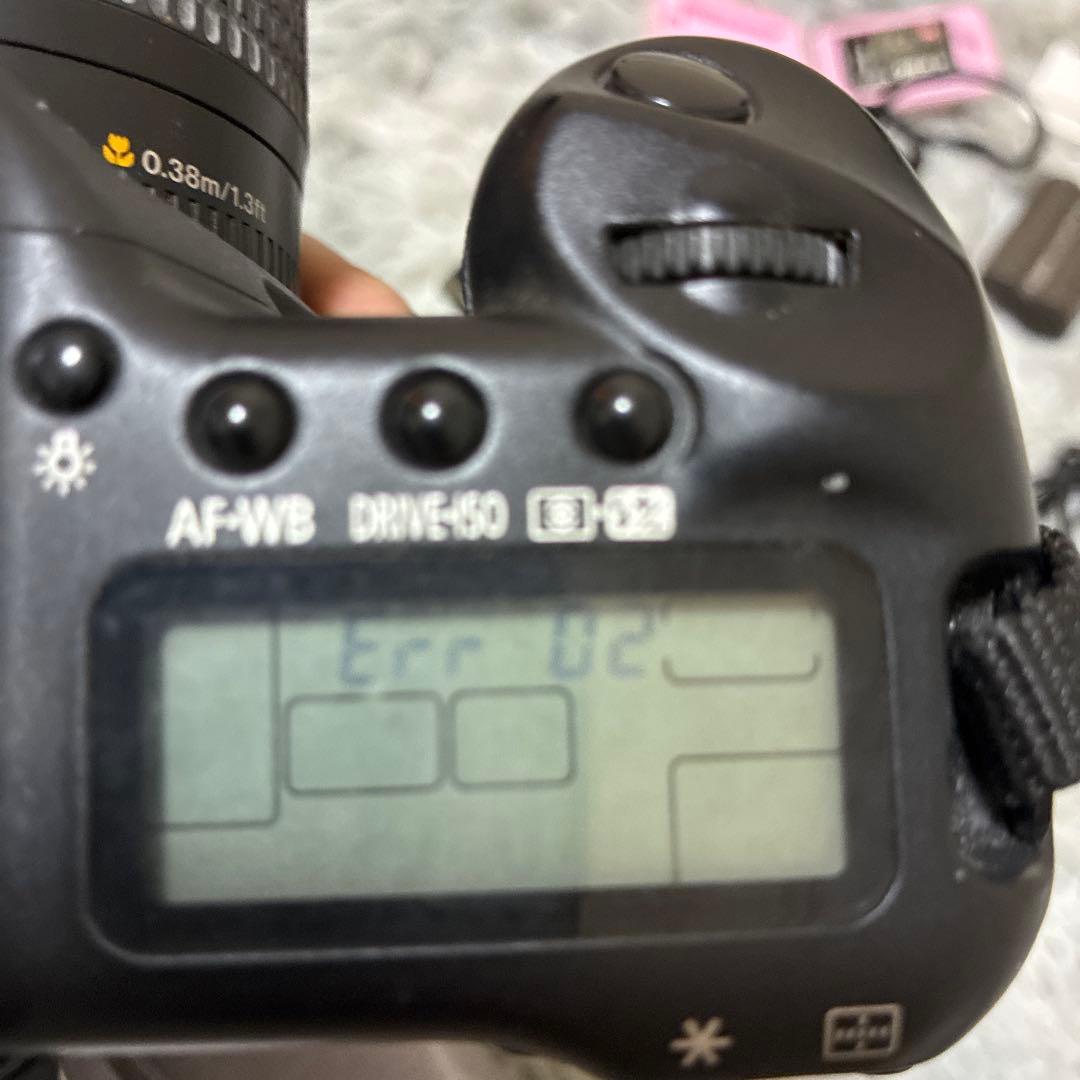 0.38m/1.3ft
AF·WB DRIVE·ISO
Err 02